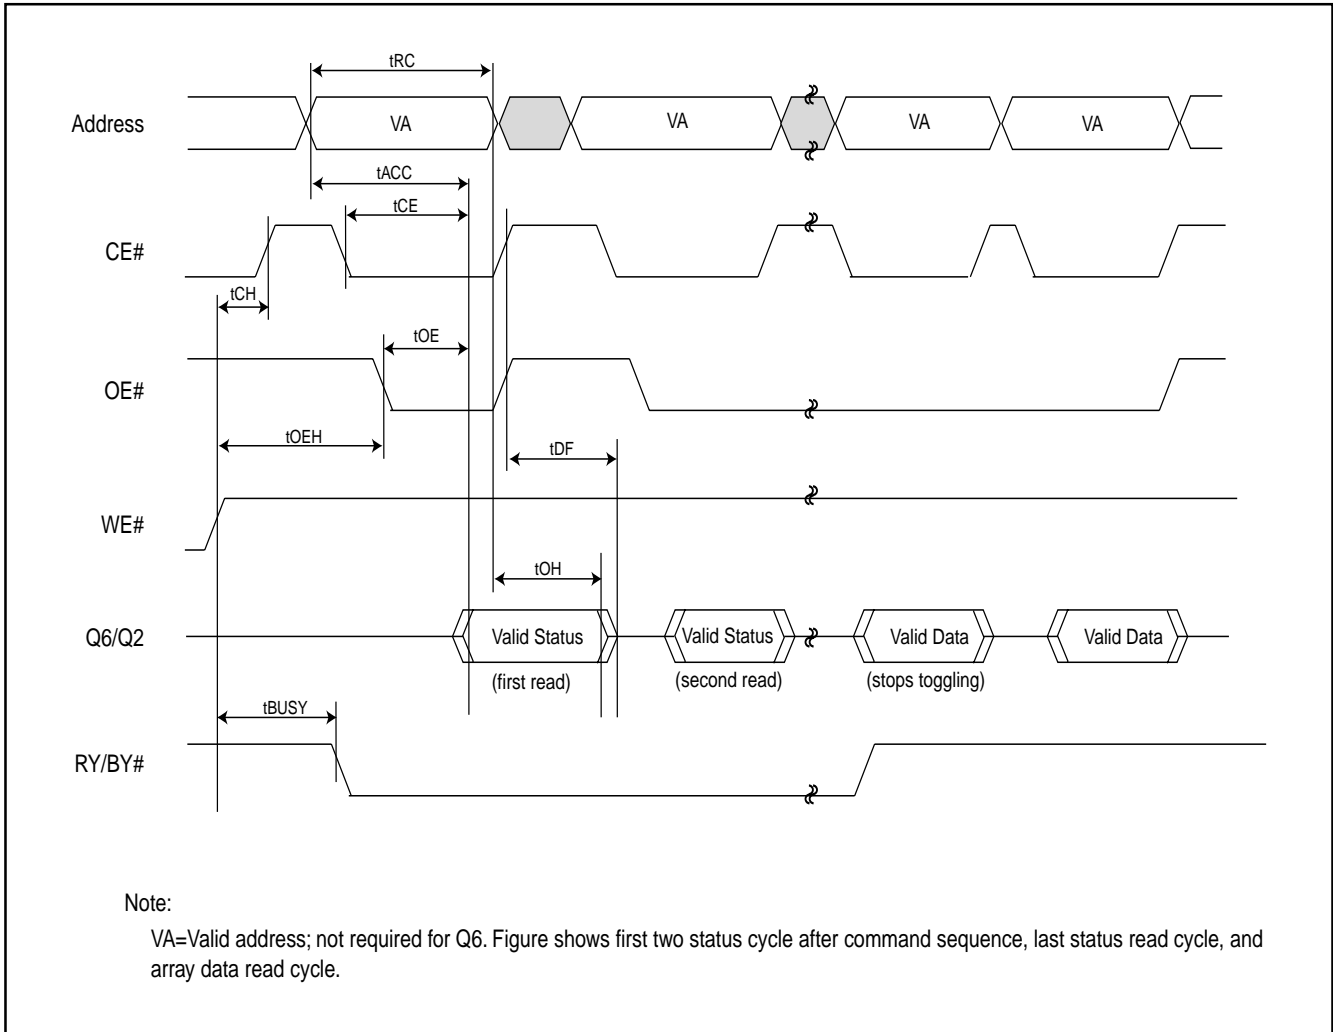 tRC
Address
VA
VA
VA
VA
tACC
tCE
CE#
tCH
tOE
OE#
tOEH
tDF
WE#
tOH
Q6/Q2
Valid Status
Valid Status
Valid Data
Valid Data
(first read)
(second read)
(stops toggling)
tBUSY
RY/BY#
Note:
VA=Valid address; not required for Q6. Figure shows first two status cycle after command sequence, last status read cycle, and
array data read cycle.